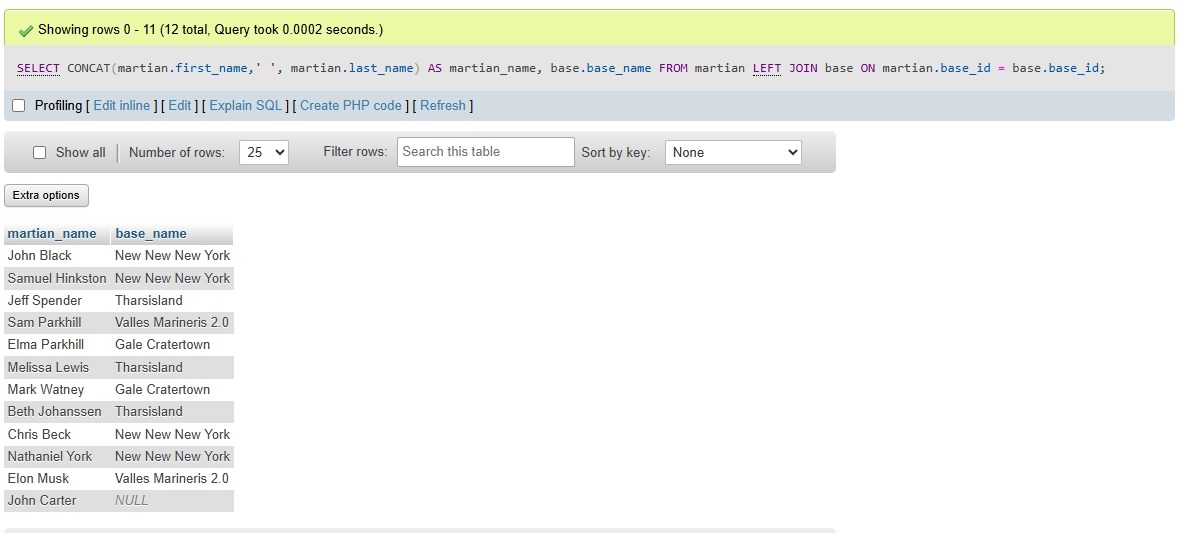 Showing rows 0 - 11 (12 total, Query took 0.0002 seconds.)
SELECT CONCAT(martian.first_name,' ', martian.last_name) AS martian_name, base.base_name FROM martian LEFT JOIN base ON martian.base_id = base.base_id;
Profiling [ Edit inline ] [ Edit ] [ Explain SQL ] [ Create PHP code ] [ Refresh ]
Show all Number of rows: 25 Filter rows: Search this table Sort by key: None
Extra options
martian_name base_name
John Black New New New York
Samuel Hinkston New New New York
Jeff Spender Tharsisland
Sam Parkhill Valles Marineris 2.0
Elma Parkhill Gale Cratertown
Melissa Lewis Tharsisland
Mark Watney Gale Cratertown
Beth Johanssen Tharsisland
Chris Beck New New New York
Nathaniel York New New New York
Elon Musk Valles Marineris 2.0
John Carter NULL